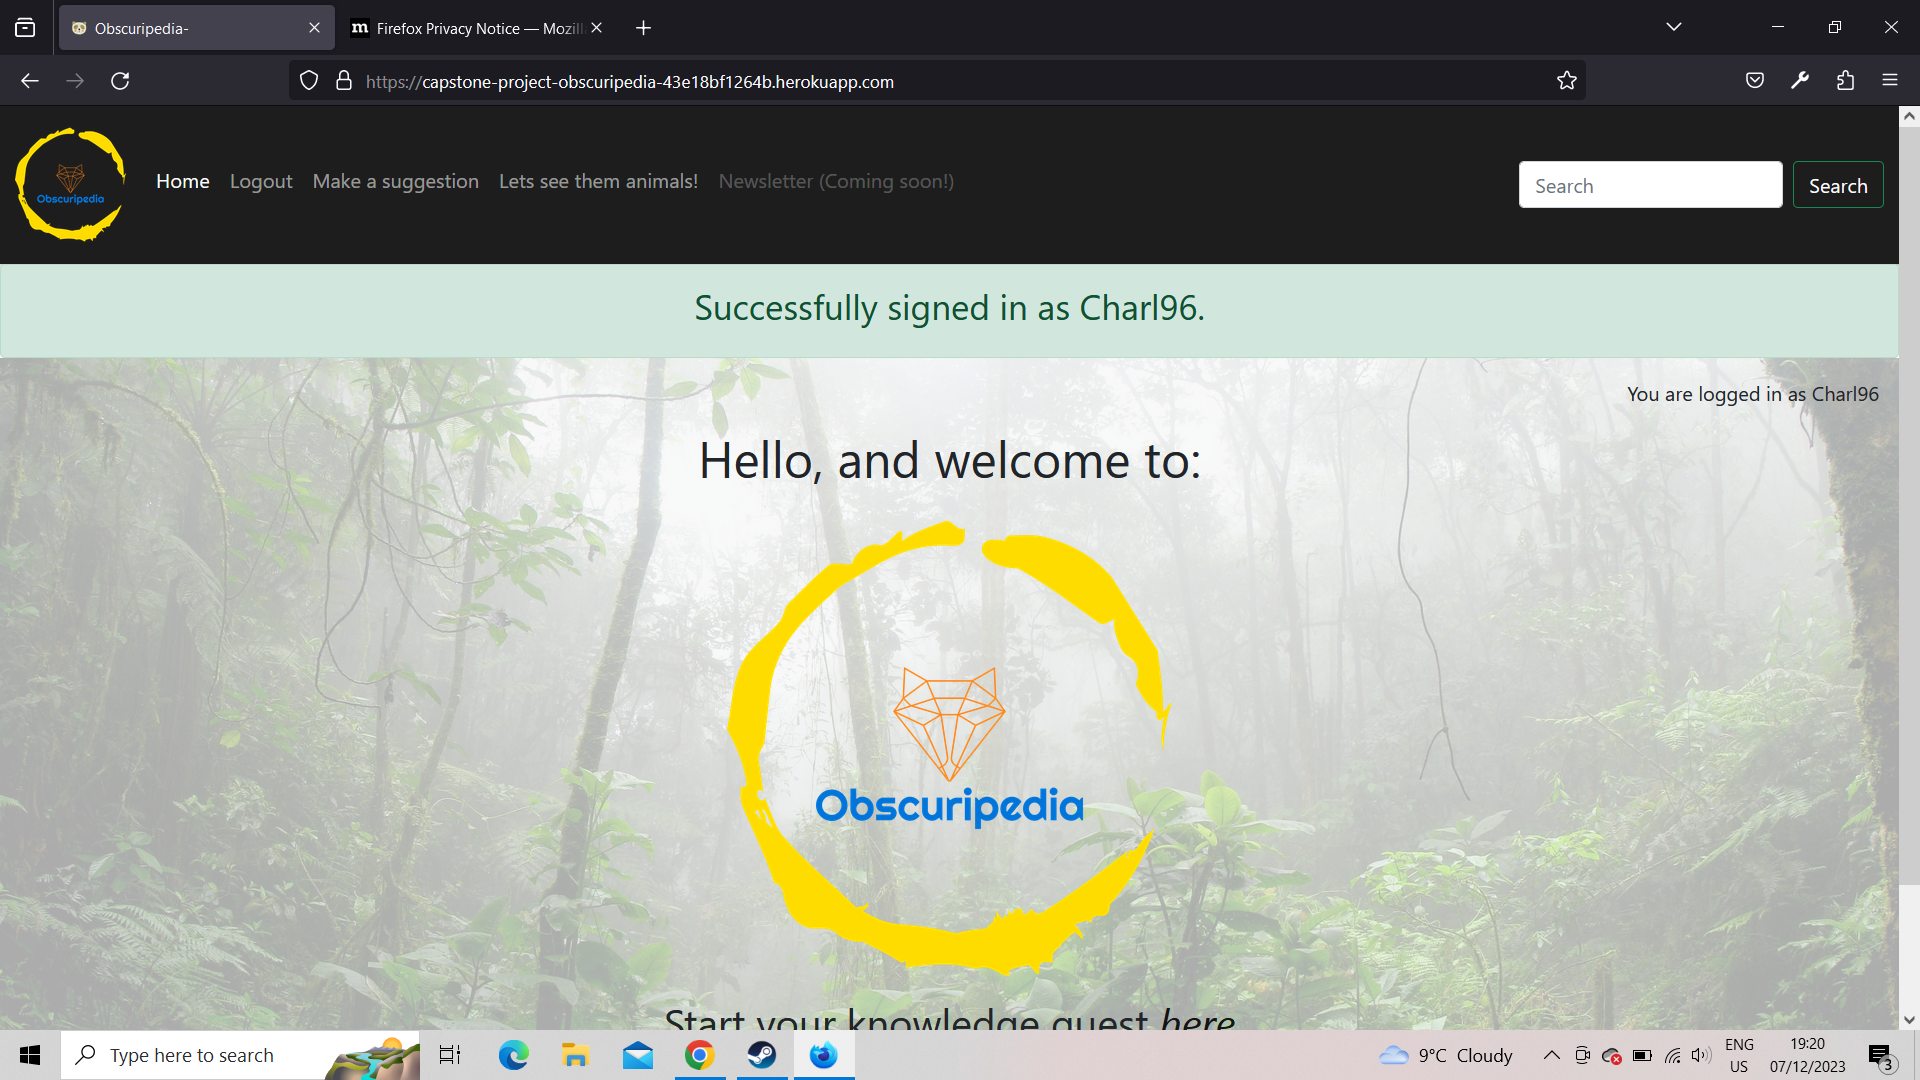 Obscuripedia-
m Firefox Privacy Notice — Mozill
https://capstone-project-obscuripedia-43e18bf1264b.herokuapp.com
Obscuripedia
Home Logout Make a suggestion Lets see them animals! Newsletter (Coming soon!)
Search Search
Successfully signed in as Charl96.
You are logged in as Charl96
Hello, and welcome to:
Obscuripedia
Start your knowledge quest here
Type here to search
9°C Cloudy
ENG
US
19:20
07/12/2023
3